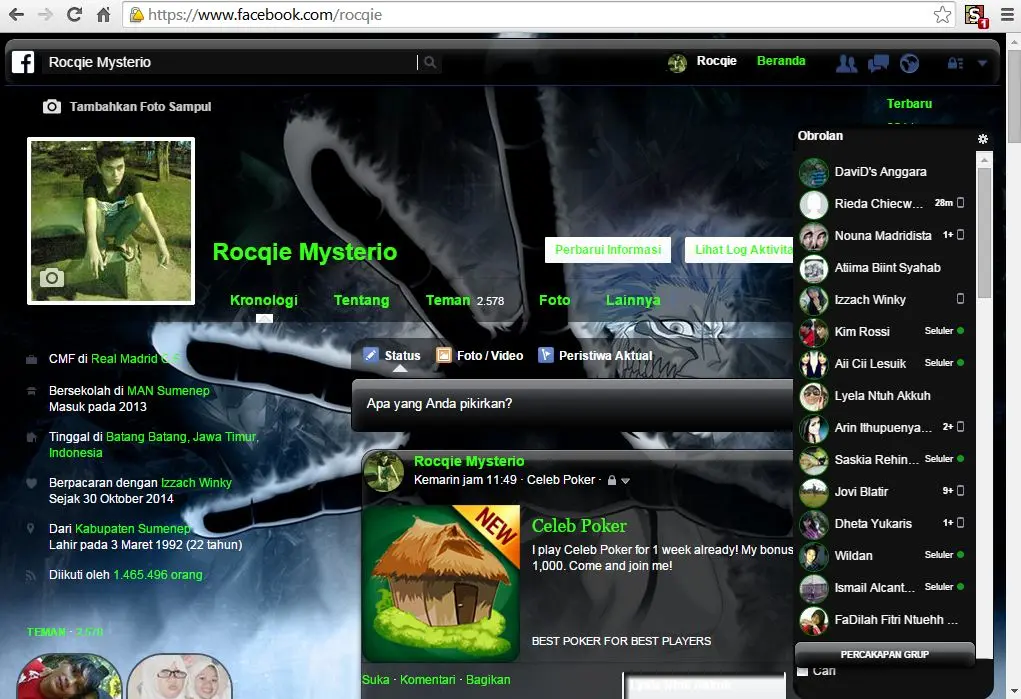 https://www.facebook.com/rocqie
S 1
f
Rocqie Mysterio
Rocqie
Beranda
Tambahkan Foto Sampul
Terbaru
Rocqie Mysterio
Perbarui Informasi
Lihat Log Aktivita
Kronologi
Tentang
Teman 2.578
Foto
Lainnya
CMF di Real Madrid C.F
Bersekolah di MAN Sumenep
Masuk pada 2013
Tinggal di Batang Batang, Jawa Timur,
Indonesia
Berpacaran dengan Izzach Winky
Sejak 30 Oktober 2014
Dari Kabupaten Sumenep
Lahir pada 3 Maret 1992 (22 tahun)
Diikuti oleh 1.465.496 orang
TEMAN · 2.578
Status
Foto / Video
Peristiwa Aktual
Apa yang Anda pikirkan?
Rocqie Mysterio
Kemarin jam 11:49 · Celeb Poker ·
NEW
Celeb Poker
I play Celeb Poker for 1 week already! My bonus
1,000. Come and join me!
BEST POKER FOR BEST PLAYERS
Suka · Komentari · Bagikan
Obrolan
DaviD's Anggara
Rieda Chiecw... 28m
Nouna Madridista 1+
Atiima Biint Syahab
Izzach Winky
Kim Rossi Seluler
Aii Cii Lesuik Seluler
Lyela Ntuh Akkuh
Arin Ithupuenya... 2+
Saskia Rehin... Seluler
Jovi Blatir 9+
Dheta Yukaris 1+
Wildan Seluler
Ismail Alcant... Seluler
FaDilah Fitri Ntuehh ...
PERCAKAPAN GRUP
Cari